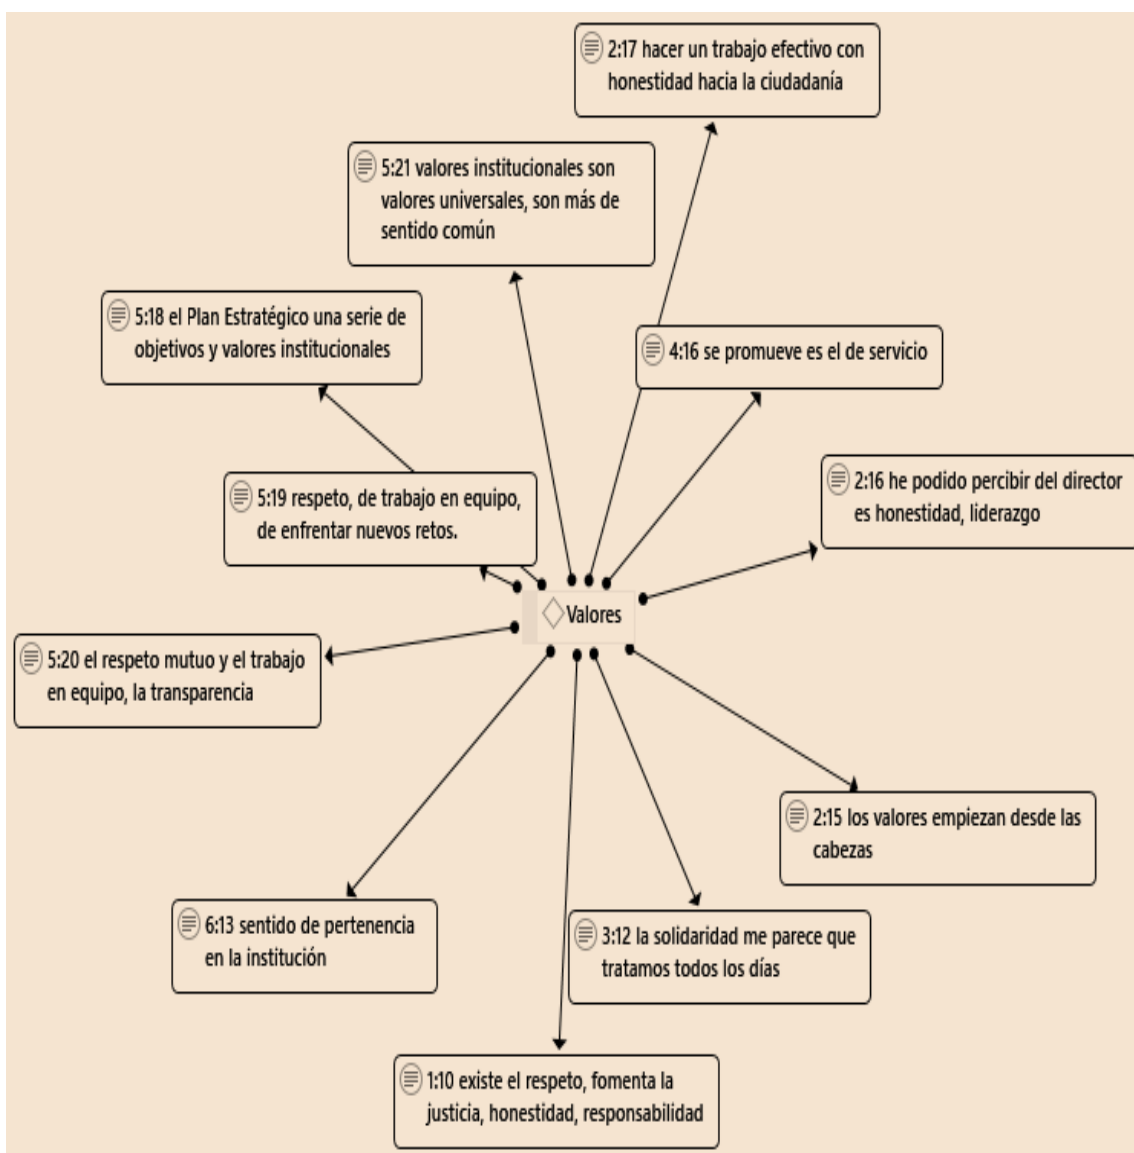 2:17 hacer un trabajo efectivo con
honestidad hacia la ciudadanía
5:21 valores institucionales son
valores universales, son más de
sentido común
5:18 el Plan Estratégico una serie de
objetivos y valores institucionales
4:16 se promueve es el de servicio
2:16 he podido percibir del director
es honestidad, liderazgo
5:19 respeto, de trabajo en equipo,
de enfrentar nuevos retos.
Valores
5:20 el respeto mutuo y el trabajo
en equipo, la transparencia
2:15 los valores empiezan desde las
cabezas
6:13 sentido de pertenencia
en la institución
3:12 la solidaridad me parece que
tratamos todos los días
1:10 existe el respeto, fomenta la
justicia, honestidad, responsabilidad